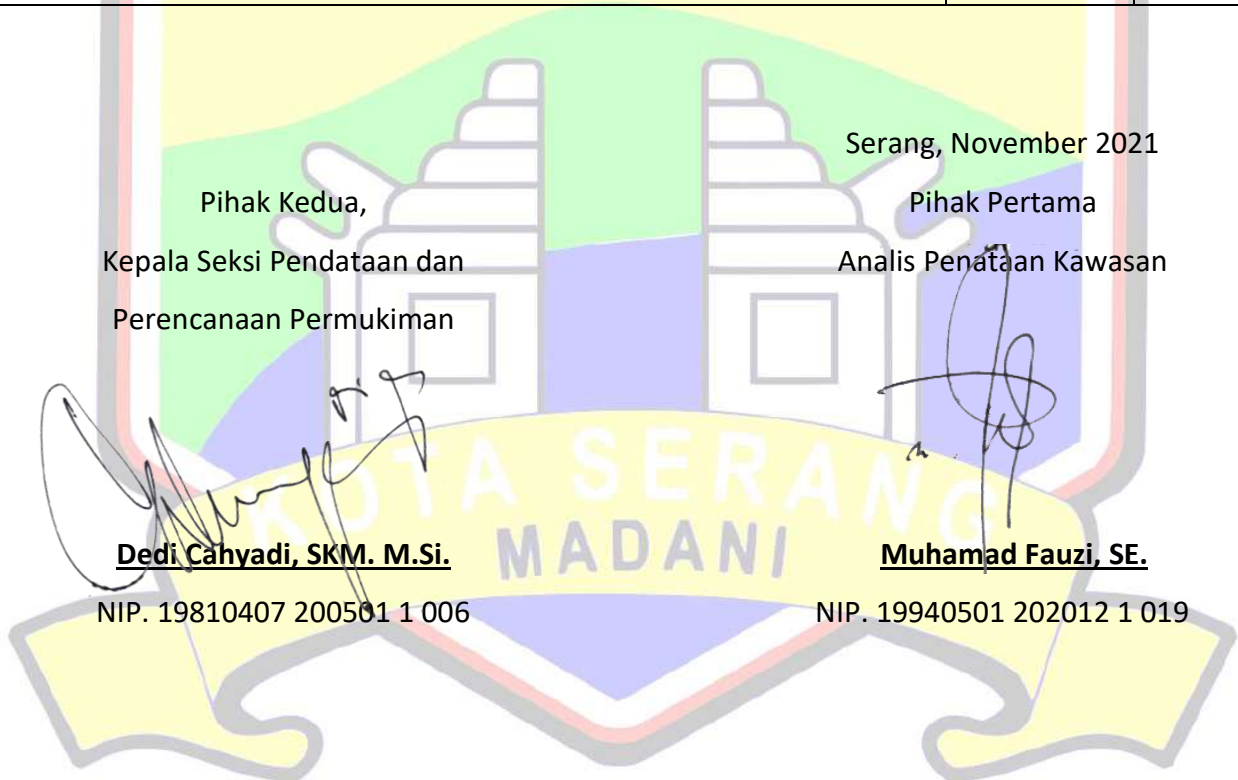 Serang, November 2021
Pihak Kedua,
Kepala Seksi Pendataan dan
Perencanaan Permukiman
Dedi Cahyadi, SKM. M.Si.
NIP. 19810407 200501 1 006
Pihak Pertama
Analis Penataan Kawasan
Muhamad Fauzi, SE.
NIP. 19940501 202012 1 019
KOTA SERANG
MADANI